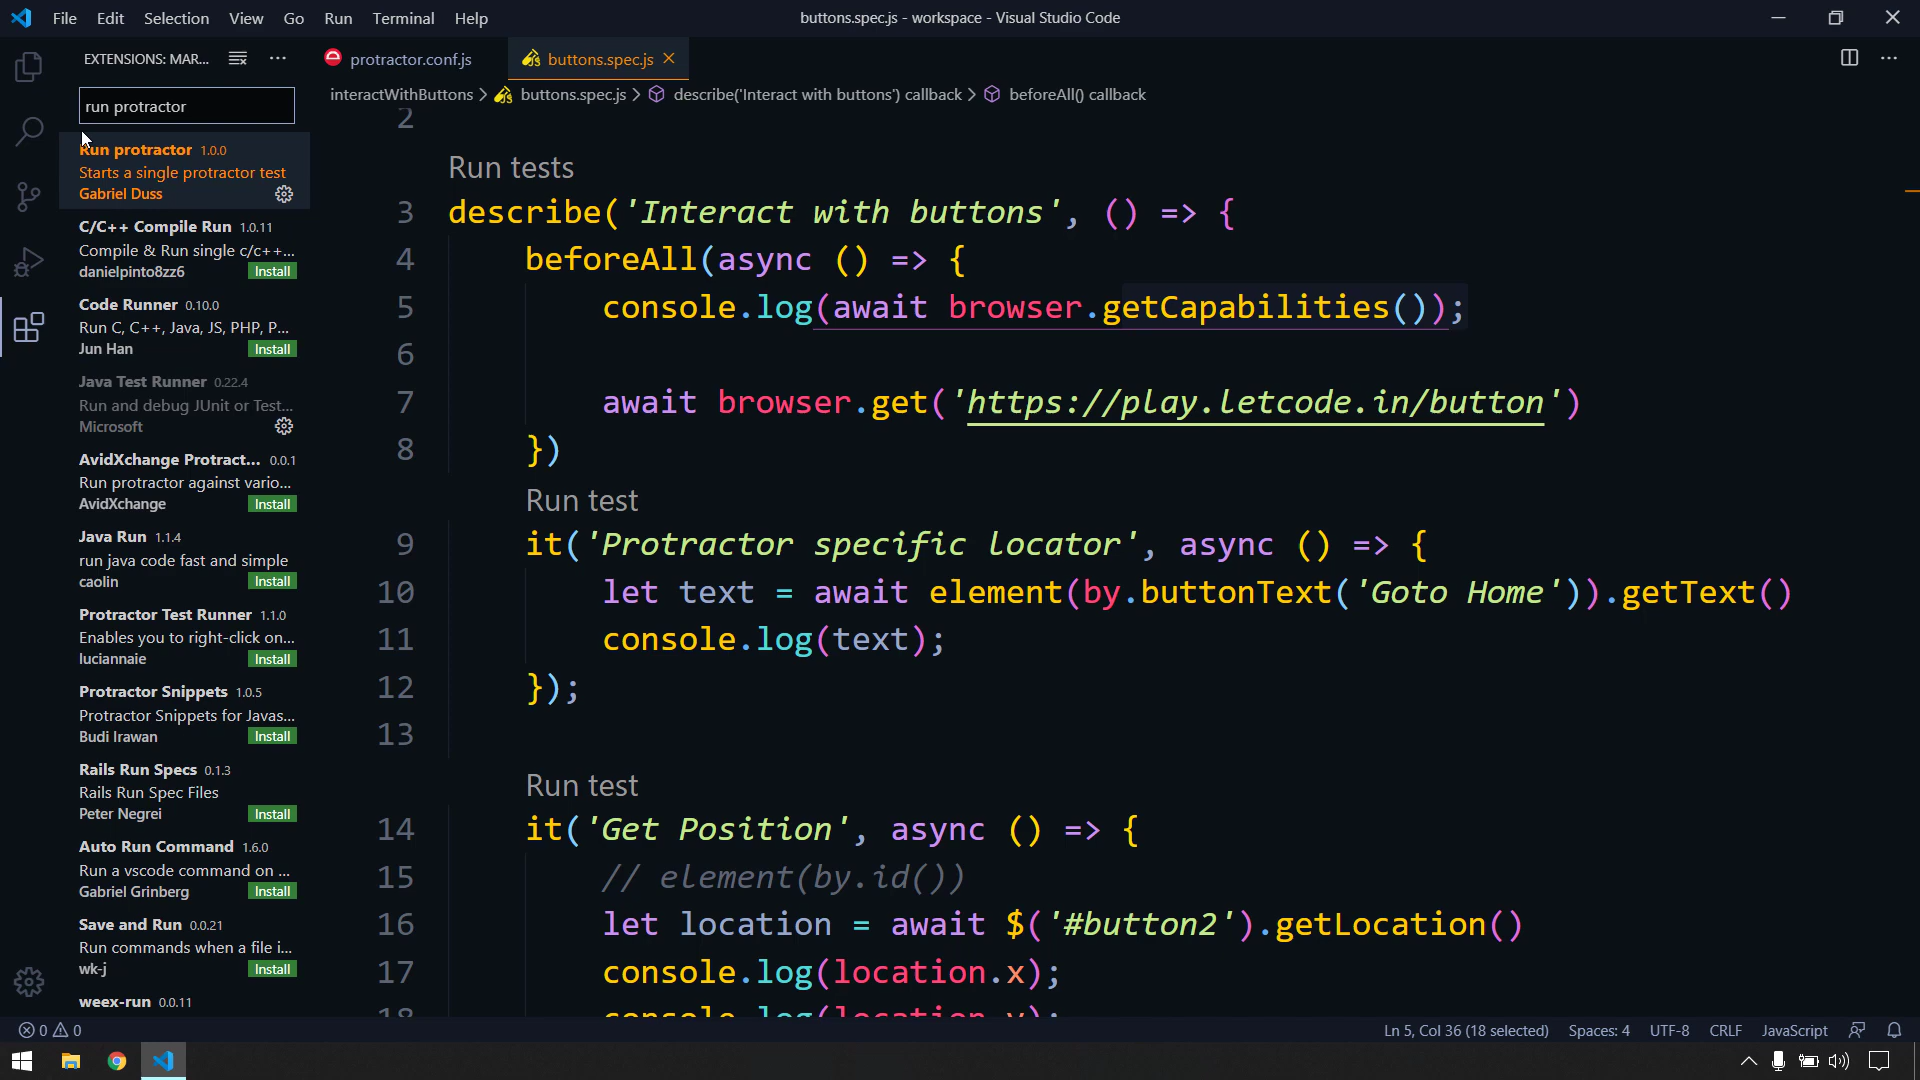 File Edit Selection View Go Run Terminal Help
buttons.spec.js - workspace - Visual Studio Code
EXTENSIONS: MAR...
protractor.conf.js
buttons.spec.js
run protractor
interactWithButtons > buttons.spec.js > describe('Interact with buttons') callback > beforeAll() callback
Run protractor 1.0.0
Starts a single protractor test
Gabriel Duss
C/C++ Compile Run 1.0.11
Compile & Run single c/c++...
danielpinto8zz6 Install
Code Runner 0.10.0
Run C, C++, Java, JS, PHP, P...
Jun Han Install
Java Test Runner 0.22.4
Run and debug JUnit or Test...
Microsoft
AvidXchange Protract... 0.0.1
Run protractor against vario...
AvidXchange Install
Java Run 1.1.4
run java code fast and simple
caolin Install
Protractor Test Runner 1.1.0
Enables you to right-click on...
luciannaie Install
Protractor Snippets 1.0.5
Protractor Snippets for Javas...
Budi Irawan Install
Rails Run Specs 0.1.3
Rails Run Spec Files
Peter Negrei Install
Auto Run Command 1.6.0
Run a vscode command on ...
Gabriel Grinberg Install
Save and Run 0.0.21
Run commands when a file i...
wk-j Install
weex-run 0.0.11
2
Run tests
3 describe('Interact with buttons', () => {
4 beforeAll(async () => {
5 console.log(await browser.getCapabilities());
6
7 await browser.get('https://play.letcode.in/button')
8 })
Run test
9 it('Protractor specific locator', async () => {
10 let text = await element(by.buttonText('Goto Home')).getText()
11 console.log(text);
12 });
13
Run test
14 it('Get Position', async () => {
15 // element(by.id())
16 let location = await $('#button2').getLocation()
17 console.log(location.x);
18 console.log(location.y);
0 0
Ln 5, Col 36 (18 selected) Spaces: 4 UTF-8 CRLF JavaScript